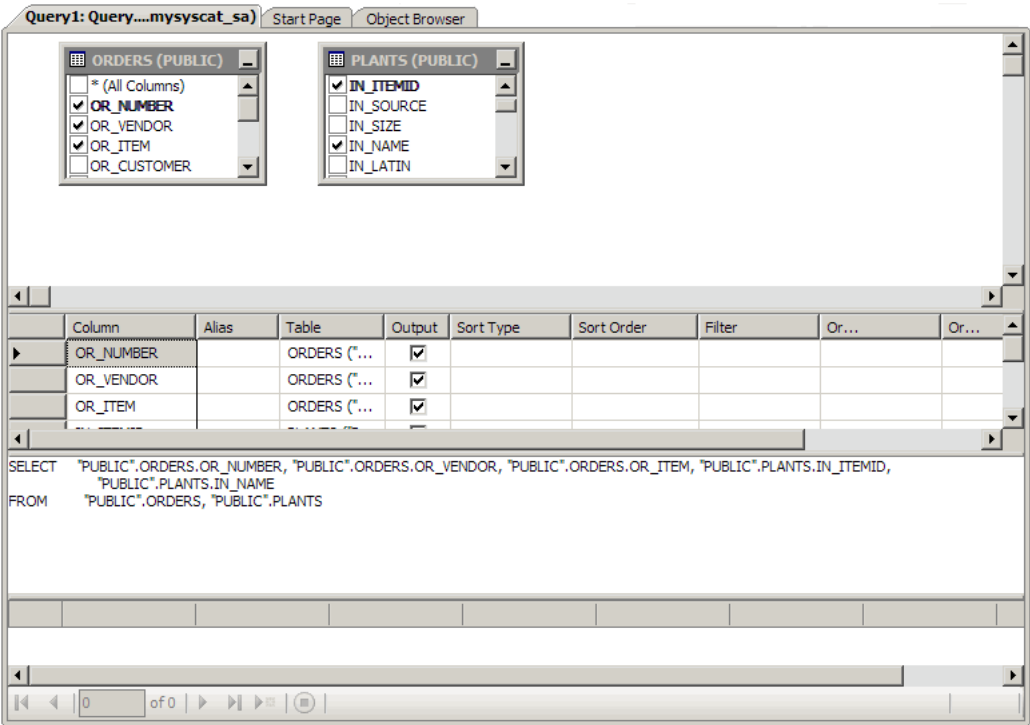 Query1: Query....mysyscat_sa) Start Page Object Browser
ORDERS (PUBLIC) PLANTS (PUBLIC)
* (All Columns) IN_ITEMID
OR_NUMBER IN_SOURCE
OR_VENDOR IN_SIZE
OR_ITEM IN_NAME
OR_CUSTOMER IN_LATIN
Column Alias Table Output Sort Type Sort Order Filter Or... Or...
OR_NUMBER ORDERS ("...
OR_VENDOR ORDERS ("...
OR_ITEM ORDERS ("...
SELECT "PUBLIC".ORDERS.OR_NUMBER, "PUBLIC".ORDERS.OR_VENDOR, "PUBLIC".ORDERS.OR_ITEM, "PUBLIC".PLANTS.IN_ITEMID,
"PUBLIC".PLANTS.IN_NAME
FROM "PUBLIC".ORDERS, "PUBLIC".PLANTS
0 of 0